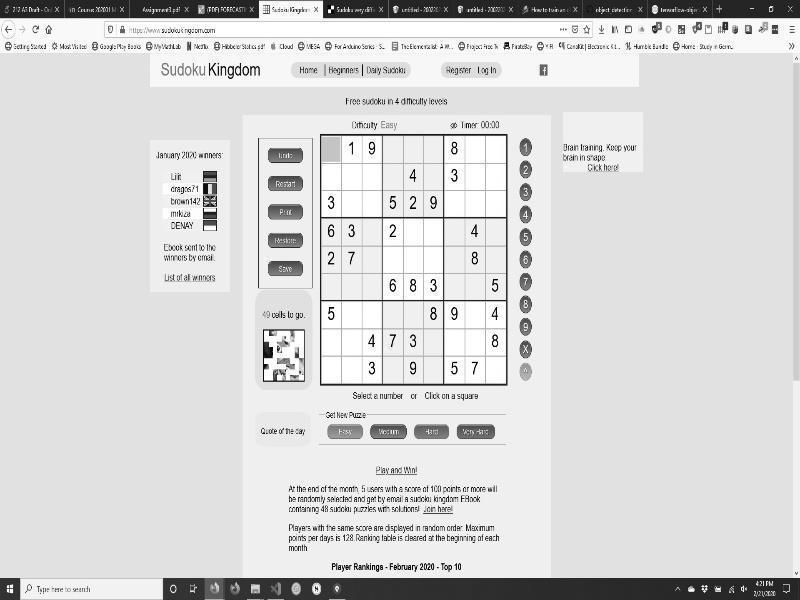 212 A3 Draft - Or
Course: 202001 H
Assignment3.pdf
(PDF) FORECASTI
Sudoku Kingdom
Sudoku very diffi
untitled - 200220
untitled - 200220
How to train an o
object detection
tensorflow-objec
https://www.sudokukingdom.com
Getting Started Most Visited Google Play Books MyMathLab Netflix Hibbeler Statics.pdf iCloud MEGA For Arduino Series - S... The Elementalist: A W... Project Free Tv PirateBay YiFi CanaKit | Electronic Kit... Humble Bundle Home : Study in Germ...
Sudoku Kingdom
Home | Beginners | Daily Sudoku
Register Log In
Free sudoku in 4 difficulty levels
Difficulty: Easy
Timer: 00:00
January 2020 winners:
Lilit
dragos71
brown142
mrkiza
DENAY
Ebook sent to the
winners by email.
List of all winners
Undo
Restart
Print
Restore
Save
49 cells to go.
1 9 8
4 3
3 5 2 9
6 3 2 4
2 7 8
6 8 3 5
5 8 9 4
4 7 3 8
3 9 5 7
1
2
3
4
5
6
7
8
9
X
^
Brain training. Keep your
brain in shape.
Click here!
Select a number or Click on a square
Quote of the day
Get New Puzzle
Easy Medium Hard Very Hard
Play and Win!
At the end of the month, 5 users with a score of 100 points or more will
be randomly selected and get by email a sudoku kingdom EBook
containing 48 sudoku puzzles with solutions! Join here!
Players with the same score are displayed in random order. Maximum
points per days is 128.Ranking table is cleared at the beginning of each
month.
Player Rankings - February 2020 - Top 10
Type here to search
4:21 PM
2/21/2020